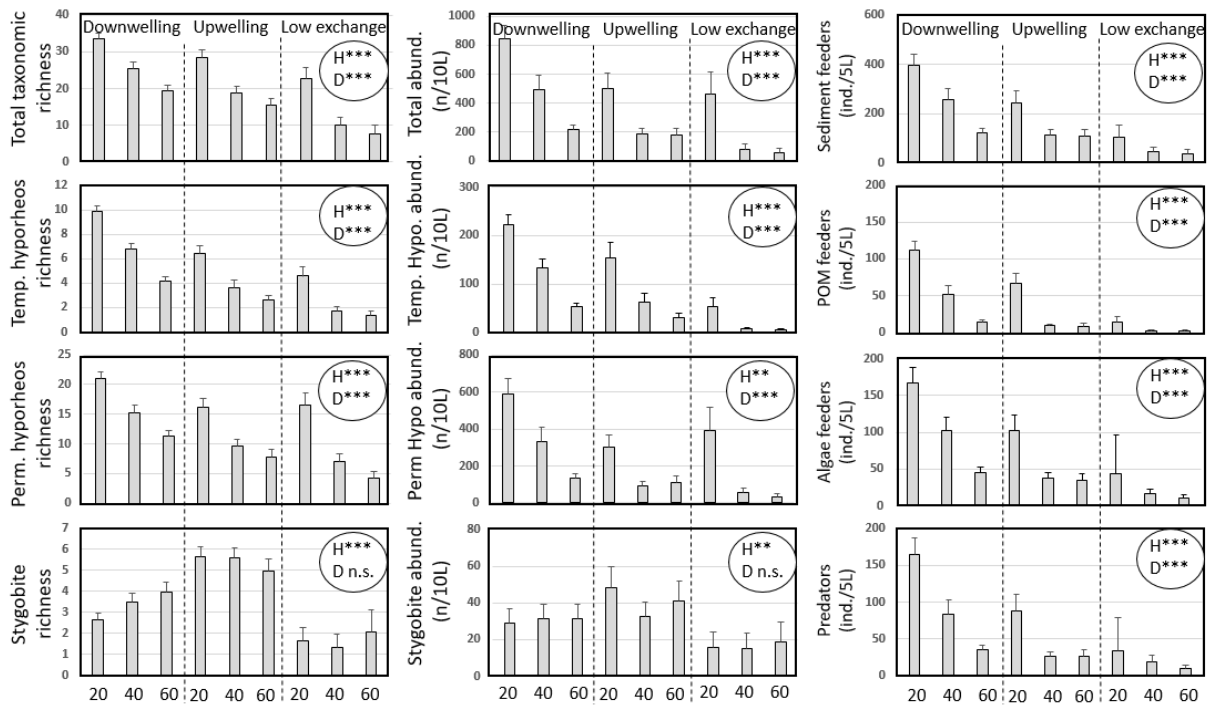 Total taxonomic
richness
40
30
20
10
0
Downwelling Upwelling Low exchange
H***
D***
Total abund.
(n/10L)
1000
800
600
400
200
0
Downwelling Upwelling Low exchange
H***
D***
Sediment feeders
(ind./5L)
600
400
200
0
Downwelling Upwelling Low exchange
H***
D***
Temp. hyporheos
richness
12
10
8
6
4
2
0
H***
D***
Temp. Hypo. abund.
(n/10L)
300
200
100
0
H***
D***
POM feeders
(ind./5L)
200
150
100
50
0
H***
D***
Perm. hyporheos
richness
25
20
15
10
5
0
H***
D***
Perm Hypo abund.
(n/10L)
800
600
400
200
0
H**
D***
Algae feeders
(ind./5L)
200
150
100
50
0
H***
D***
Stygobite
richness
7
6
5
4
3
2
1
0
H***
D n.s.
20 40 60 20 40 60 20 40 60
Stygobite abund.
(n/10L)
80
60
40
20
0
H**
D n.s.
20 40 60 20 40 60 20 40 60
Predators
(ind./5L)
200
150
100
50
0
H***
D***
20 40 60 20 40 60 20 40 60